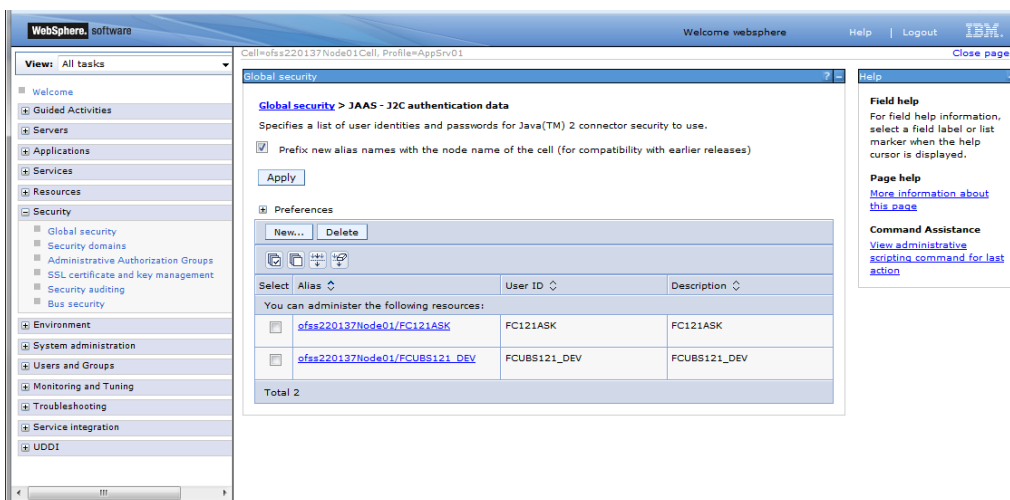 WebSphere. software
Welcome websphere
Help | Logout
IBM.
View: All tasks
Welcome
Guided Activities
Servers
Applications
Services
Resources
Security
Global security
Security domains
Administrative Authorization Groups
SSL certificate and key management
Security auditing
Bus security
Environment
System administration
Users and Groups
Monitoring and Tuning
Troubleshooting
Service integration
UDDI
Cell=ofss220137Node01Cell, Profile=AppSrv01
Close page
Global security
Global security > JAAS - J2C authentication data
Specifies a list of user identities and passwords for Java(TM) 2 connector security to use.
Prefix new alias names with the node name of the cell (for compatibility with earlier releases)
Apply
Preferences
New... Delete
Select Alias User ID Description
You can administer the following resources:
ofss220137Node01/FC121ASK FC121ASK FC121ASK
ofss220137Node01/FCUBS121_DEV FCUBS121_DEV FCUBS121_DEV
Total 2
Help
Field help
For field help information,
select a field label or list
marker when the help
cursor is displayed.
Page help
More information about
this page
Command Assistance
View administrative
scripting command for last
action